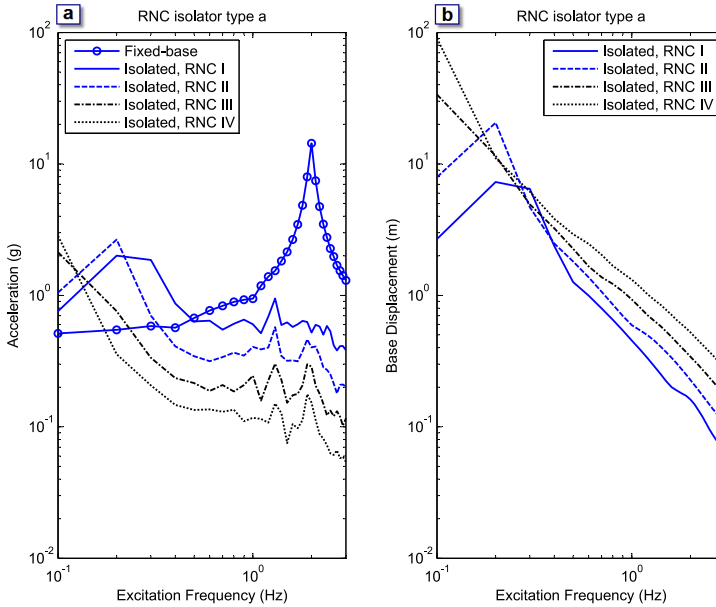 a
RNC isolator type a
Fixed-base
Isolated, RNC I
Isolated, RNC II
Isolated, RNC III
Isolated, RNC IV
Acceleration (g)
10^2
10^1
10^0
10^-1
10^-2
10^-1
10^0
Excitation Frequency (Hz)
b
RNC isolator type a
Isolated, RNC I
Isolated, RNC II
Isolated, RNC III
Isolated, RNC IV
Base Displacement (m)
10^2
10^1
10^0
10^-1
10^-2
10^-1
10^0
Excitation Frequency (Hz)